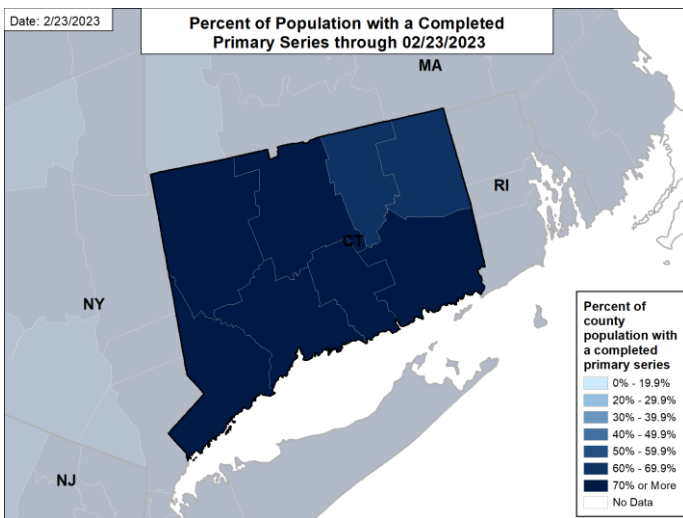 Date: 2/23/2023
Percent of Population with a Completed
Primary Series through 02/23/2023
MA
RI
CT
NY
NJ
Percent of
county
population with
a completed
primary series
0% - 19.9%
20% - 29.9%
30% - 39.9%
40% - 49.9%
50% - 59.9%
60% - 69.9%
70% or More
No Data